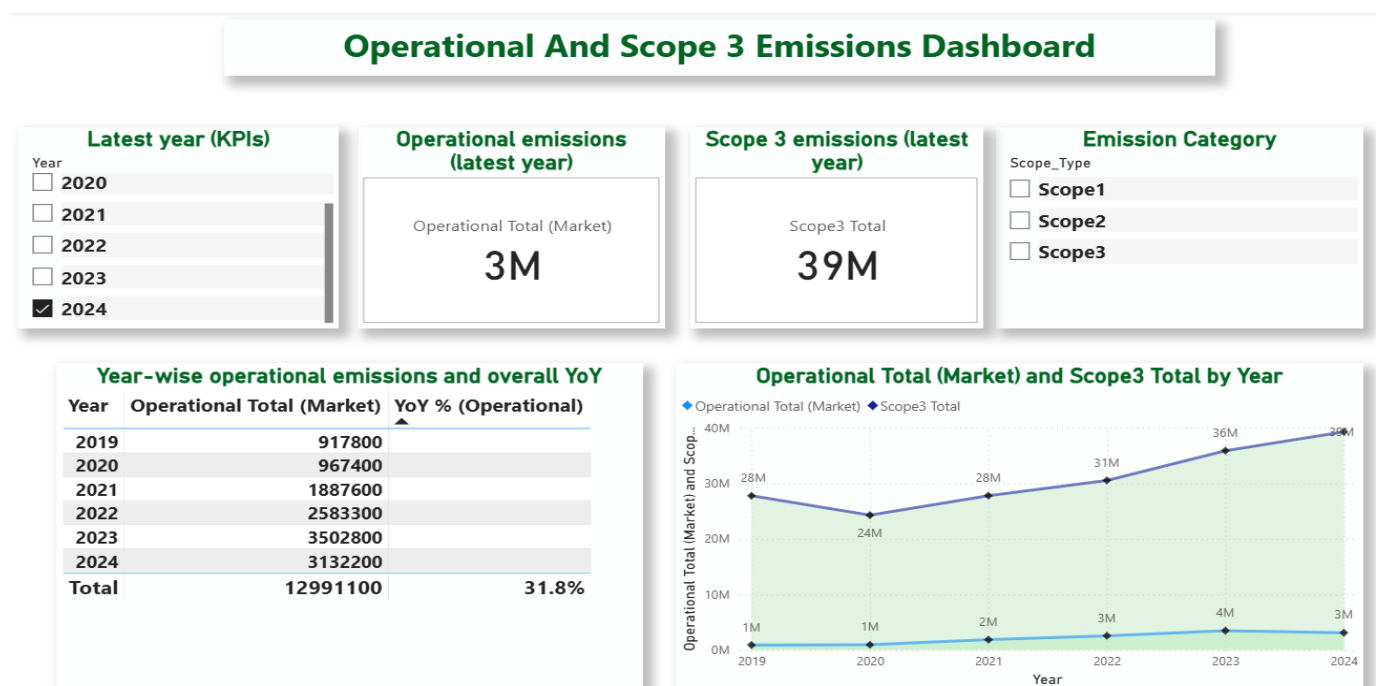 Operational And Scope 3 Emissions Dashboard
Latest year (KPIs)
Year
2020
2021
2022
2023
2024
Operational emissions
(latest year)
Operational Total (Market)
3M
Scope 3 emissions (latest
year)
Scope3 Total
39M
Emission Category
Scope_Type
Scope1
Scope2
Scope3
Year-wise operational emissions and overall YoY
Year Operational Total (Market) YoY % (Operational)
2019 917800
2020 967400
2021 1887600
2022 2583300
2023 3502800
2024 3132200
Total 12991100 31.8%
Operational Total (Market) and Scope3 Total by Year
Operational Total (Market) Scope3 Total
Operational Total (Market) and Scop...
40M
30M
20M
10M
0M
28M
24M
28M
31M
36M
39M
1M
1M
2M
3M
4M
3M
2019 2020 2021 2022 2023 2024
Year